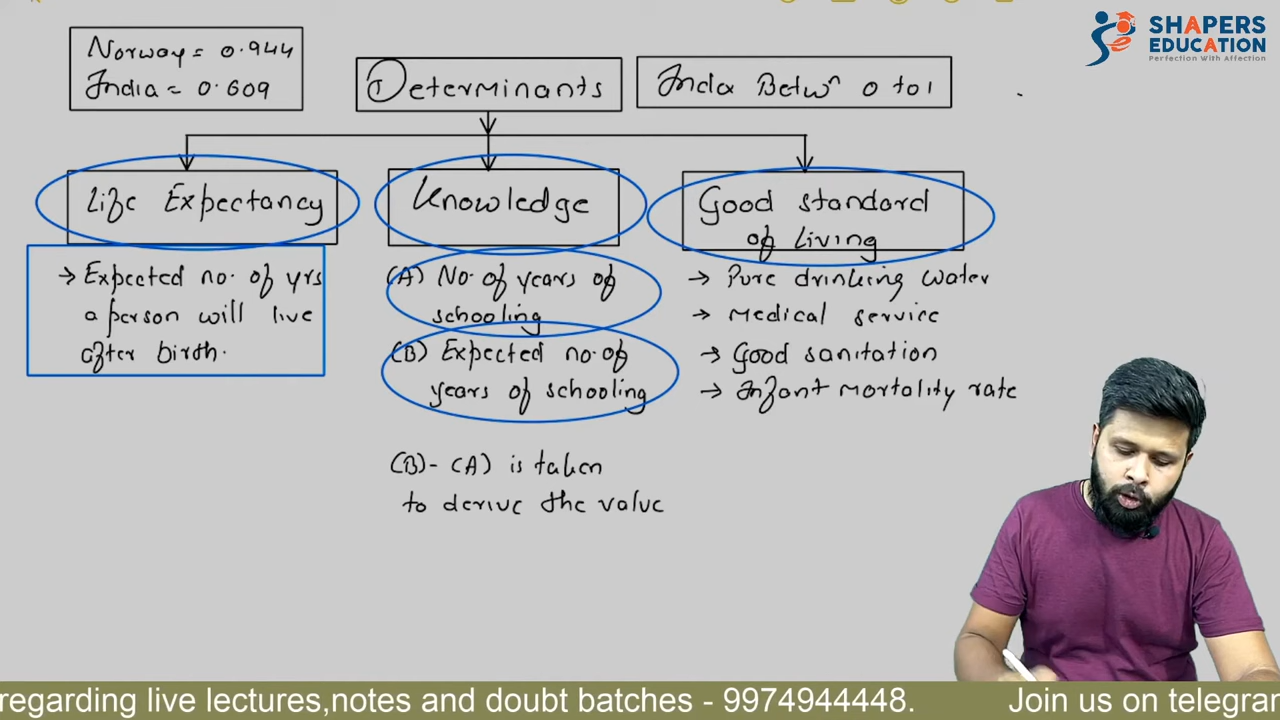 SHAPERS
EDUCATION
Perfection With Affection
Norway = 0.944
India = 0.609
Determinants
Index Betwn 0 to 1
Life Expectancy
Knowledge
Good standard
of Living
→ Expected no. of yrs
a person will live
after birth.
(A) No. of years of
schooling
(B) Expected no. of
years of schooling
(B) - (A) is taken
to derive the value
→ Pure drinking water
→ Medical service
→ Good sanitation
→ Infant Mortality rate
regarding live lectures,notes and doubt batches - 9974944448.
Join us on telegra